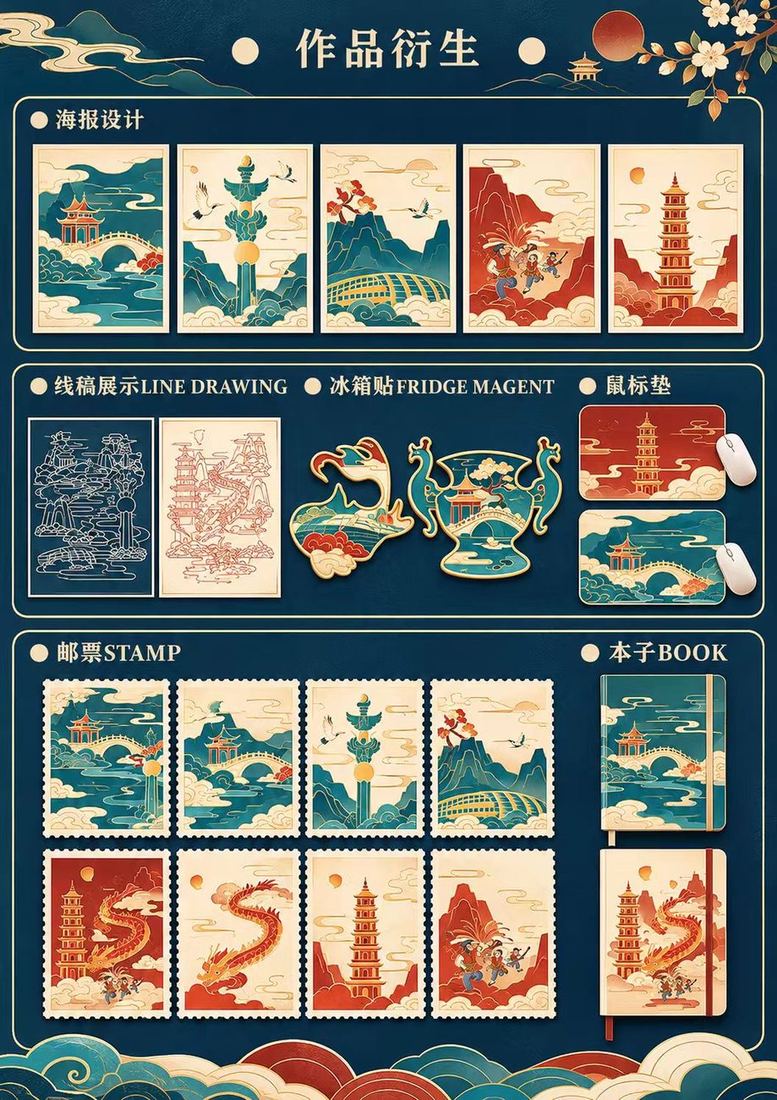 作品衍生
海报设计
线稿展示LINE DRAWING
冰箱贴FRIDGE MAGENT
鼠标垫
邮票STAMP
本子BOOK